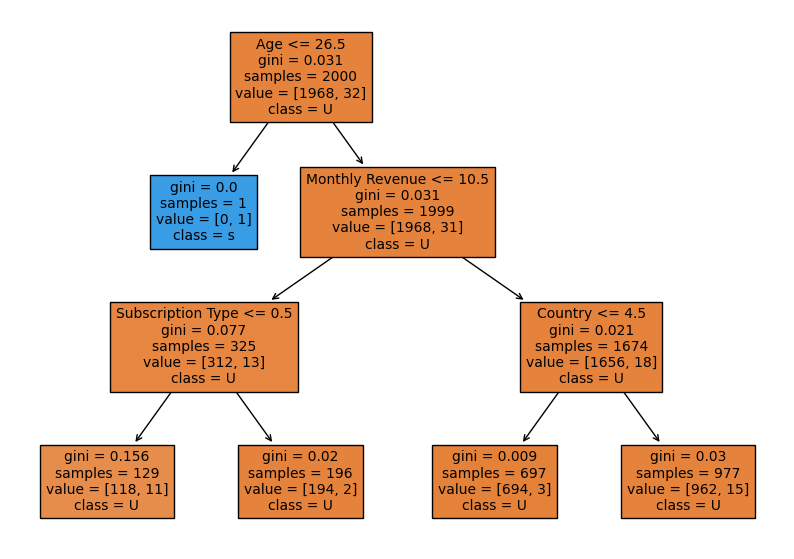 Age <= 26.5
gini = 0.031
samples = 2000
value = [1968, 32]
class = U
gini = 0.0
samples = 1
value = [0, 1]
class = s
Monthly Revenue <= 10.5
gini = 0.031
samples = 1999
value = [1968, 31]
class = U
Subscription Type <= 0.5
gini = 0.077
samples = 325
value = [312, 13]
class = U
Country <= 4.5
gini = 0.021
samples = 1674
value = [1656, 18]
class = U
gini = 0.156
samples = 129
value = [118, 11]
class = U
gini = 0.02
samples = 196
value = [194, 2]
class = U
gini = 0.009
samples = 697
value = [694, 3]
class = U
gini = 0.03
samples = 977
value = [962, 15]
class = U